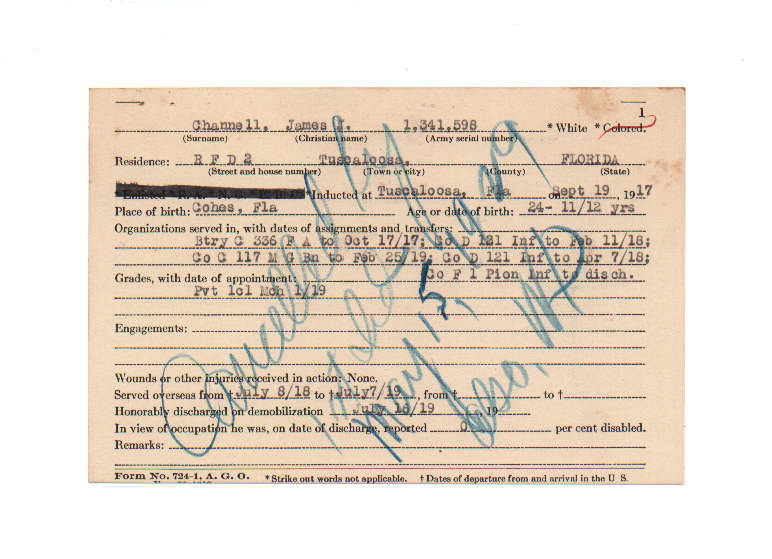 1
Channell, James J. 1,341,598 * White * Colored.
(Surname) (Christian name) (Army serial number)
Residence: R F D 2 Tuscaloosa, FLORIDA
(Street and house number) (Town or city) (County) (State)
*Inducted at Tuscaloosa, Fla on Sept 19, 1917
Place of birth: Cohes, Fla Age or date of birth: 24- 11/12 yrs
Organizations served in, with dates of assignments and transfers:
Btry C 336 F A to Oct 17/17; Co D 121 Inf to Feb 11/18;
Co C 117 M G Bn to Feb 25/19; Co D 121 Inf to Apr 7/18;
Grades, with date of appointment: Co F 1 Pion Inf to disch.
Pvt 1cl Mch 1/19
Engagements:
Wounds or other injuries received in action: None.
Served overseas from † July 8/18 to † July7/19, from † to †
Honorably discharged on demobilization July 16/19, 19
In view of occupation he was, on date of discharge, reported 0 per cent disabled.
Remarks:
Form No. 724-1, A. G. O. *Strike out words not applicable. † Dates of departure from and arrival in the U S.
Cancelled by
May 15,